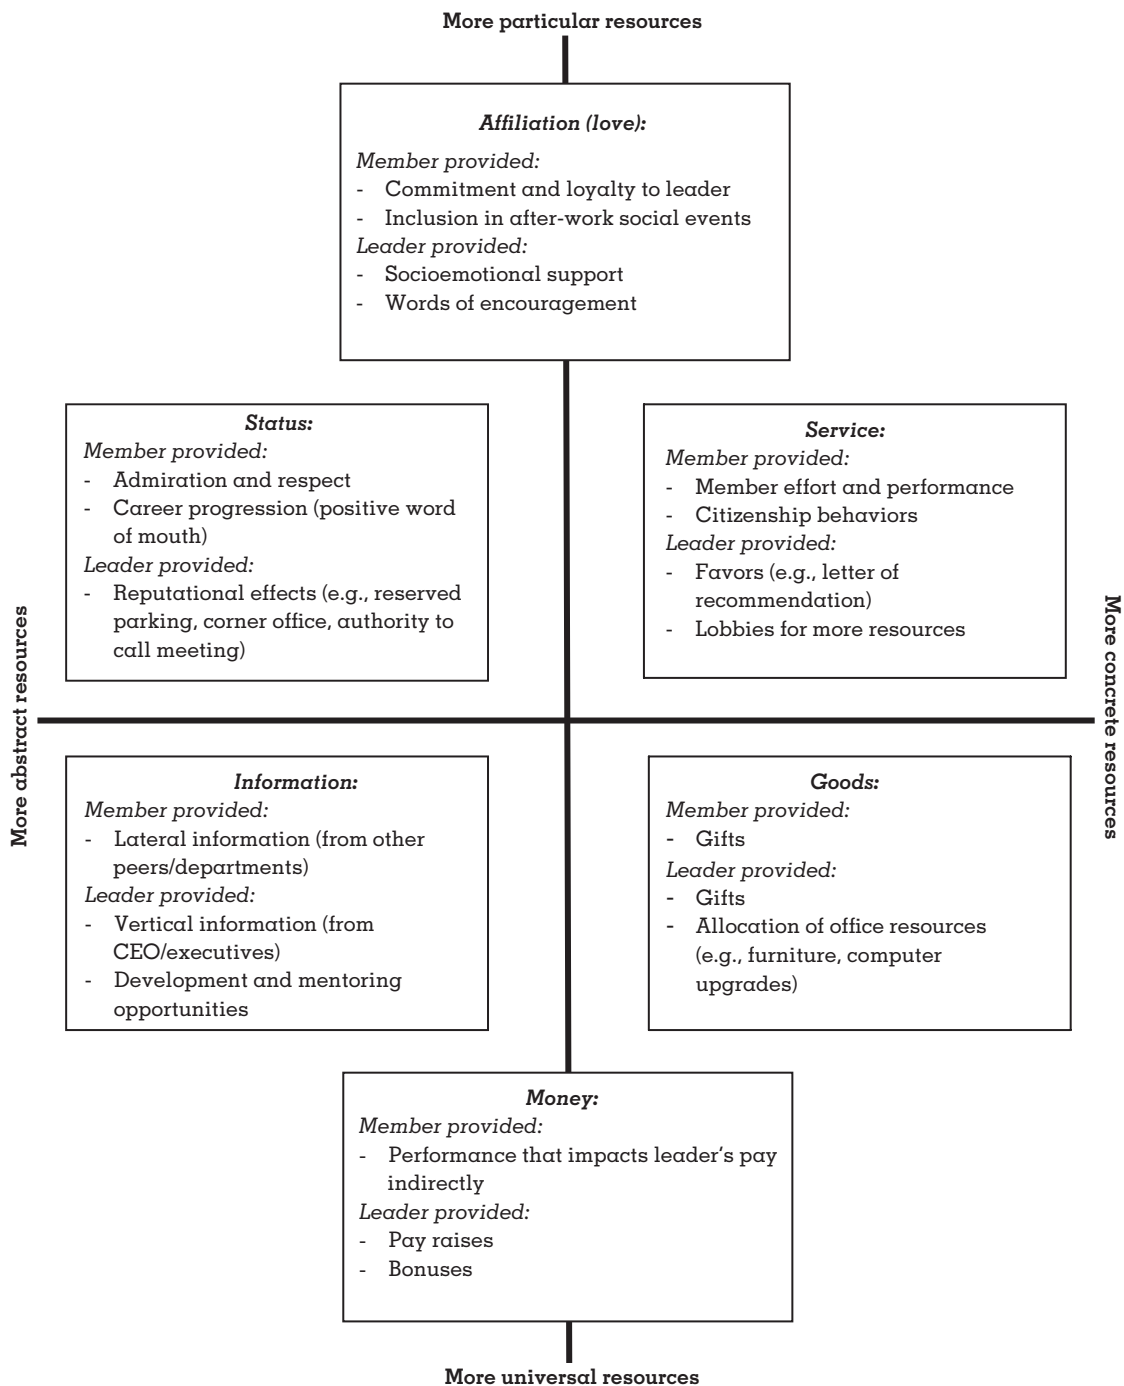 More particular resources
Affiliation (love):
Member provided:
- Commitment and loyalty to leader
- Inclusion in after-work social events
Leader provided:
- Socioemotional support
- Words of encouragement
Status:
Member provided:
- Admiration and respect
- Career progression (positive word
of mouth)
Leader provided:
- Reputational effects (e.g., reserved
parking, corner office, authority to
call meeting)
Service:
Member provided:
- Member effort and performance
- Citizenship behaviors
Leader provided:
- Favors (e.g., letter of
recommendation)
- Lobbies for more resources
More abstract resources
More concrete resources
Information:
Member provided:
- Lateral information (from other
peers/departments)
Leader provided:
- Vertical information (from
CEO/executives)
- Development and mentoring
opportunities
Goods:
Member provided:
- Gifts
Leader provided:
- Gifts
- Allocation of office resources
(e.g., furniture, computer
upgrades)
Money:
Member provided:
- Performance that impacts leader's pay
indirectly
Leader provided:
- Pay raises
- Bonuses
More universal resources